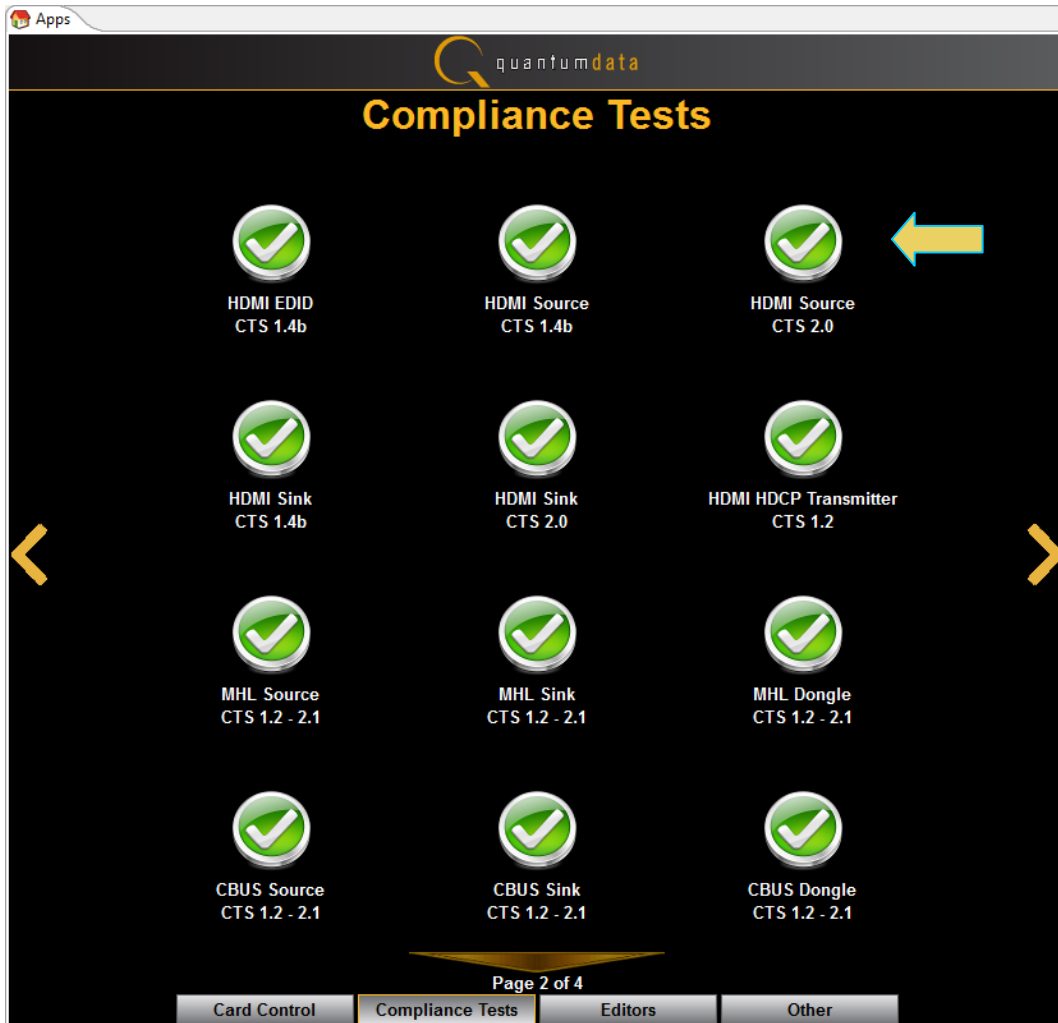 Apps
quantumdata
Compliance Tests
HDMI EDID
CTS 1.4b
HDMI Source
CTS 1.4b
HDMI Source
CTS 2.0
HDMI Sink
CTS 1.4b
HDMI Sink
CTS 2.0
HDMI HDCP Transmitter
CTS 1.2
MHL Source
CTS 1.2 - 2.1
MHL Sink
CTS 1.2 - 2.1
MHL Dongle
CTS 1.2 - 2.1
CBUS Source
CTS 1.2 - 2.1
CBUS Sink
CTS 1.2 - 2.1
CBUS Dongle
CTS 1.2 - 2.1
Page 2 of 4
Card Control
Compliance Tests
Editors
Other